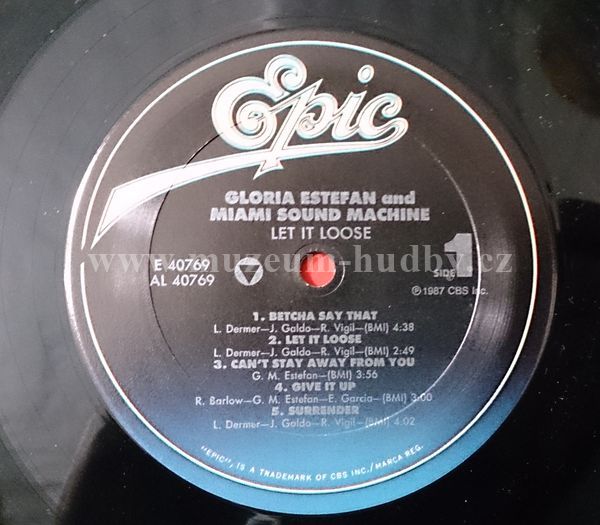 Epic
GLORIA ESTEFAN and
MIAMI SOUND MACHINE
LET IT LOOSE
E 40769
AL 40769
SIDE 1
℗ 1987 CBS Inc.
www.muzeum-hudby.cz
1. BETCHA SAY THAT
L. Dermer—J. Galdo—R. Vigil—(BMI) 4:38
2. LET IT LOOSE
L. Dermer—J. Galdo—R. Vigil—(BMI) 2:49
3. CAN'T STAY AWAY FROM YOU
G. M. Estefan—(BMI) 3:56
4. GIVE IT UP
R. Barlow—G. M. Estefan—E. Garcia—(BMI) 3:00
5. SURRENDER
L. Dermer—J. Galdo—R. Vigil—(BMI) 4:02
"EPIC", IS A TRADEMARK OF CBS INC./MARCA REG.